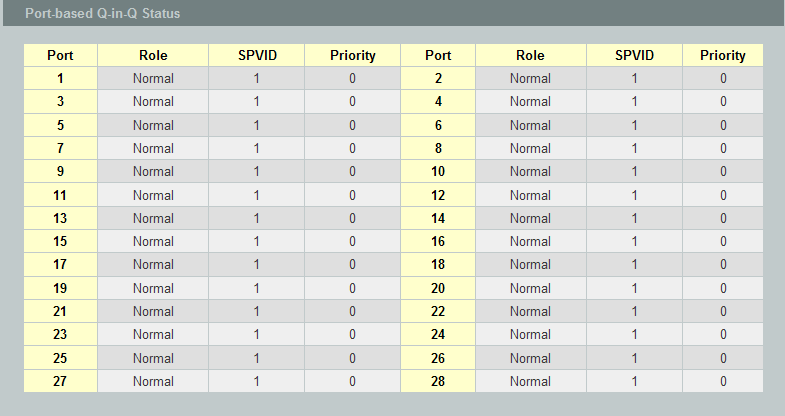 Port-based Q-in-Q Status
Port Role SPVID Priority Port Role SPVID Priority
1 Normal 1 0 2 Normal 1 0
3 Normal 1 0 4 Normal 1 0
5 Normal 1 0 6 Normal 1 0
7 Normal 1 0 8 Normal 1 0
9 Normal 1 0 10 Normal 1 0
11 Normal 1 0 12 Normal 1 0
13 Normal 1 0 14 Normal 1 0
15 Normal 1 0 16 Normal 1 0
17 Normal 1 0 18 Normal 1 0
19 Normal 1 0 20 Normal 1 0
21 Normal 1 0 22 Normal 1 0
23 Normal 1 0 24 Normal 1 0
25 Normal 1 0 26 Normal 1 0
27 Normal 1 0 28 Normal 1 0